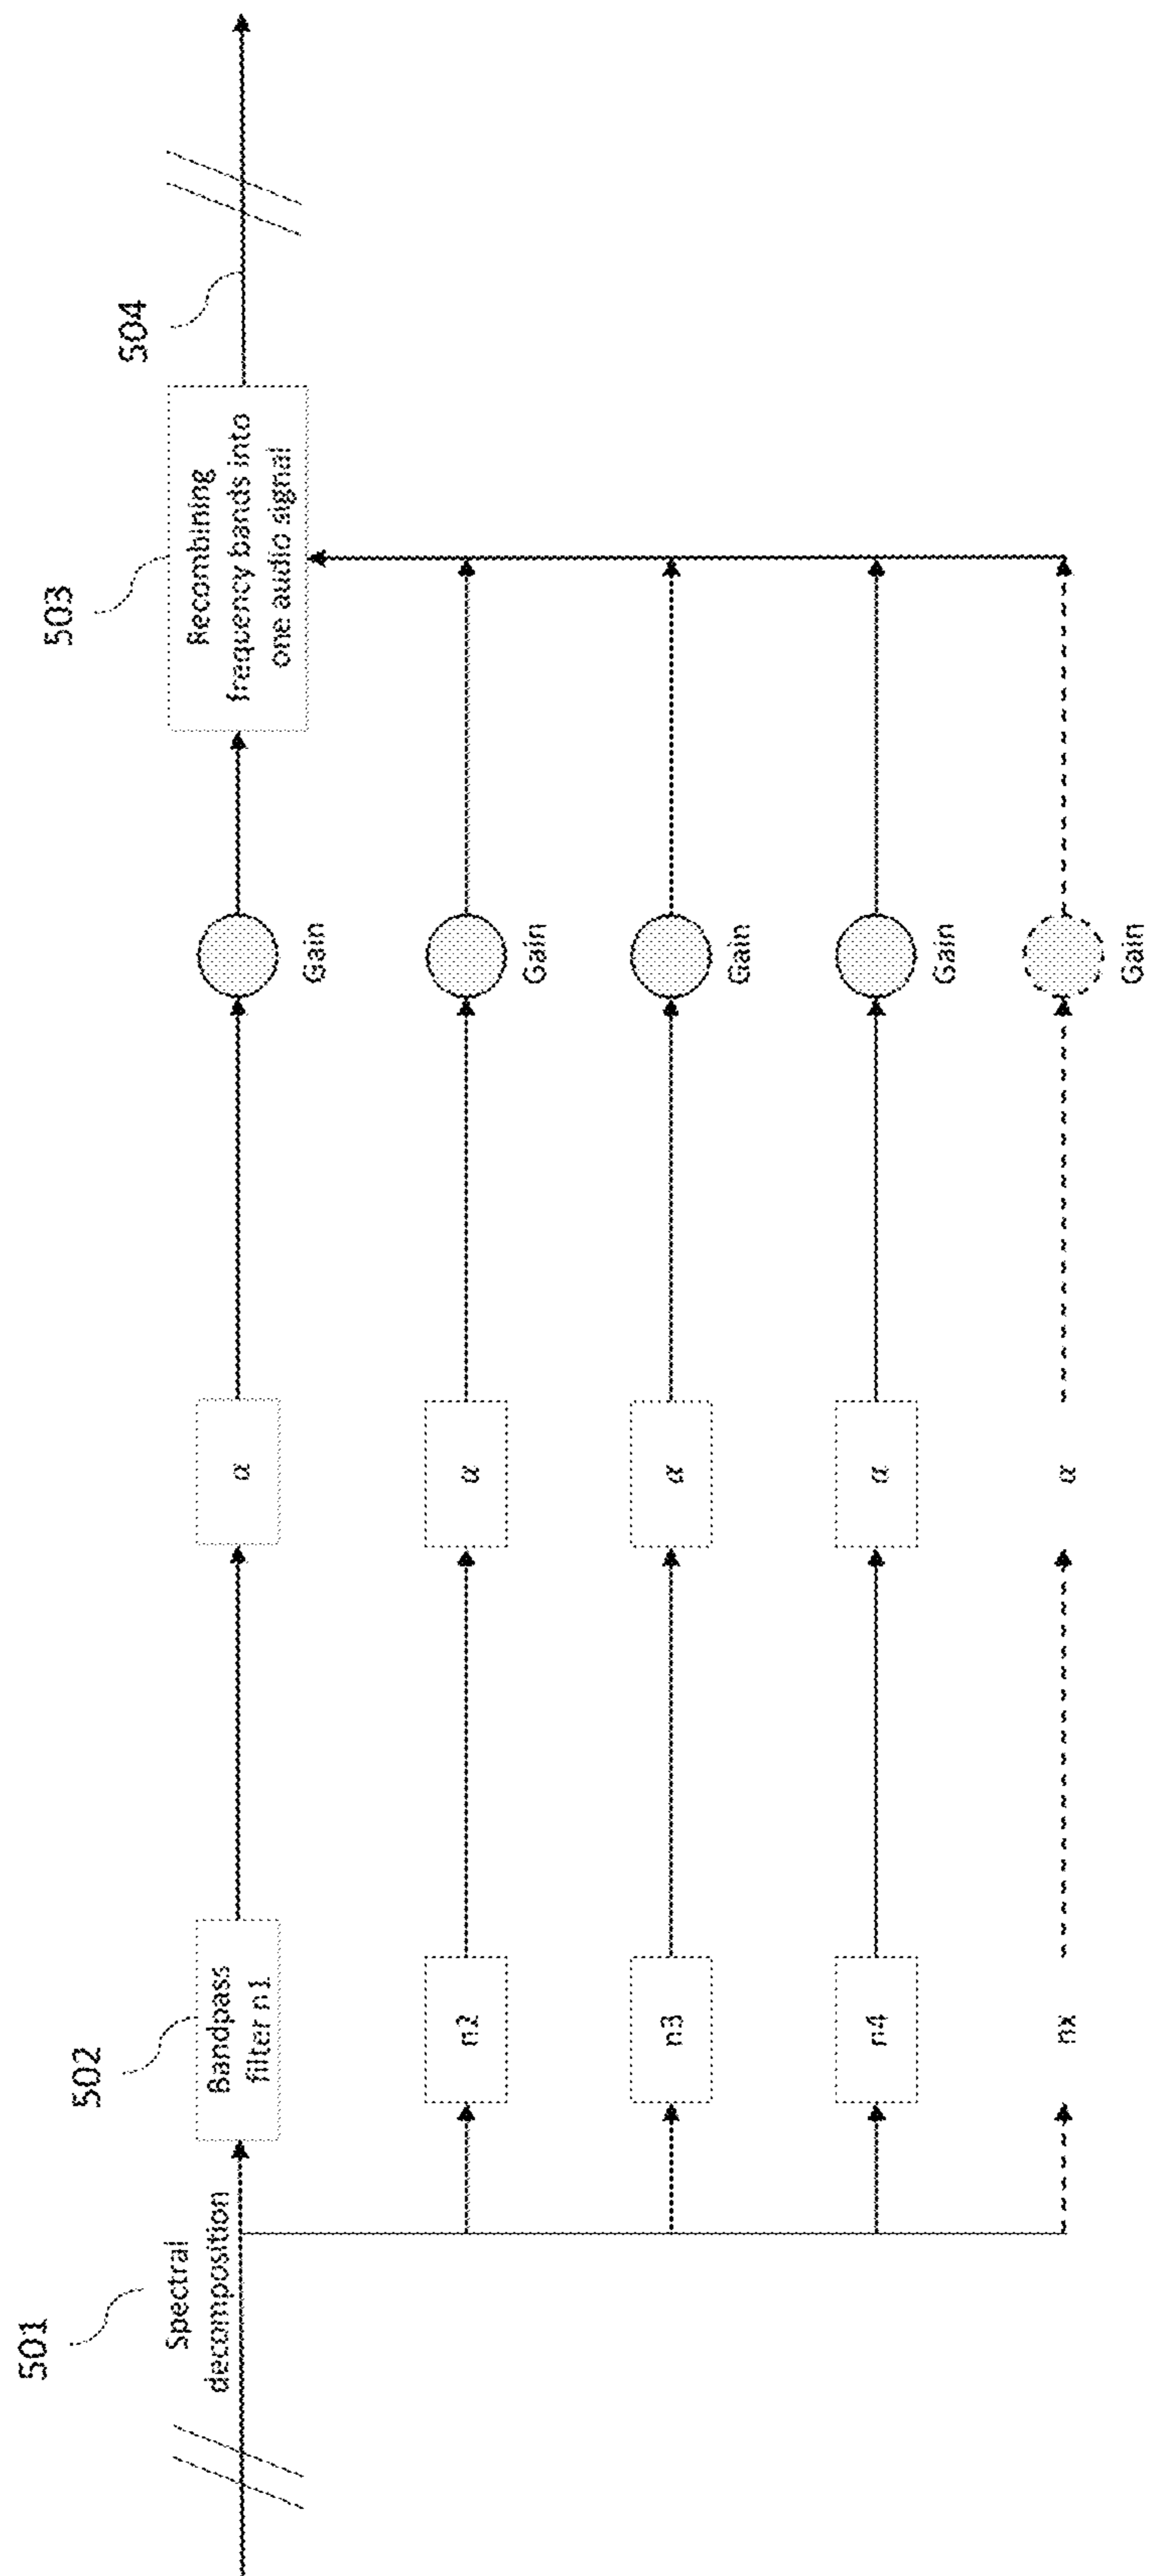 501
Spectral
decomposition
502
Bandpass
filter n1
α
Gain
503
Recombining
frequency bands into
one audio signal
504
n2
α
Gain
n3
α
Gain
n4
α
Gain
nx
α
Gain